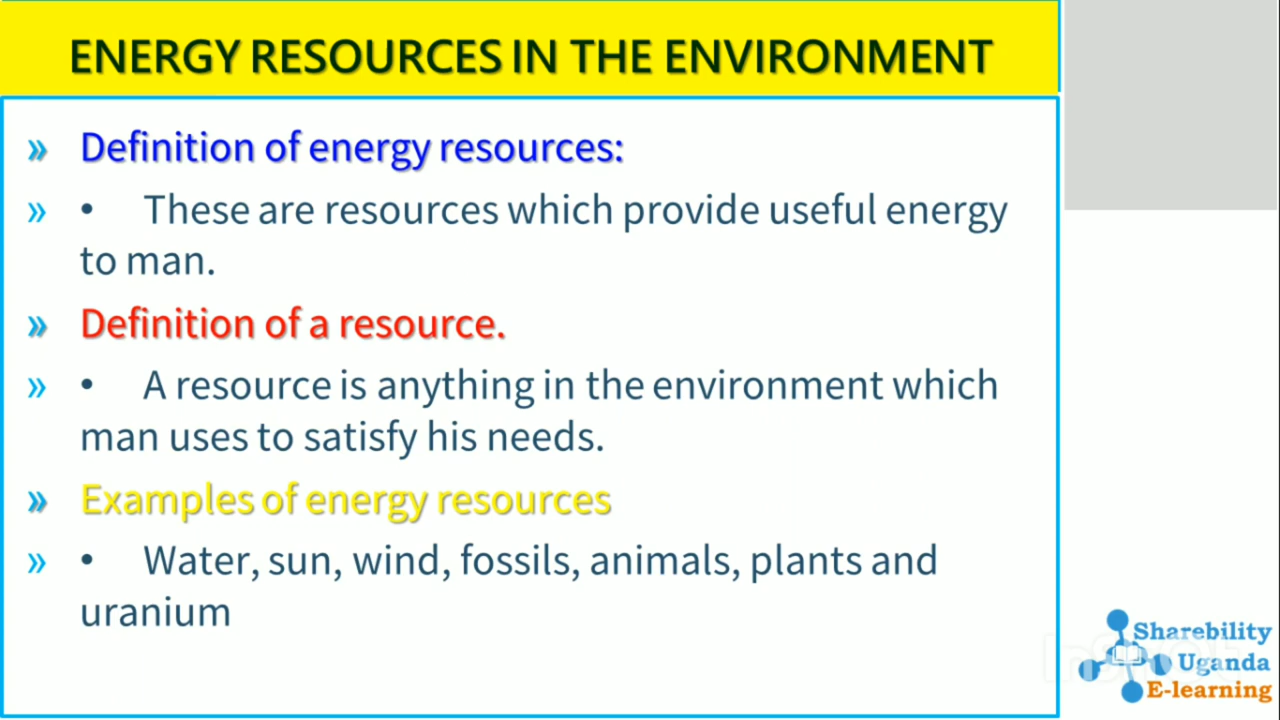 ENERGY RESOURCES IN THE ENVIRONMENT
» Definition of energy resources:
» • These are resources which provide useful energy
to man.
» Definition of a resource.
» • A resource is anything in the environment which
man uses to satisfy his needs.
» Examples of energy resources
» • Water, sun, wind, fossils, animals, plants and
uranium
Sharebility
Uganda
E-learning